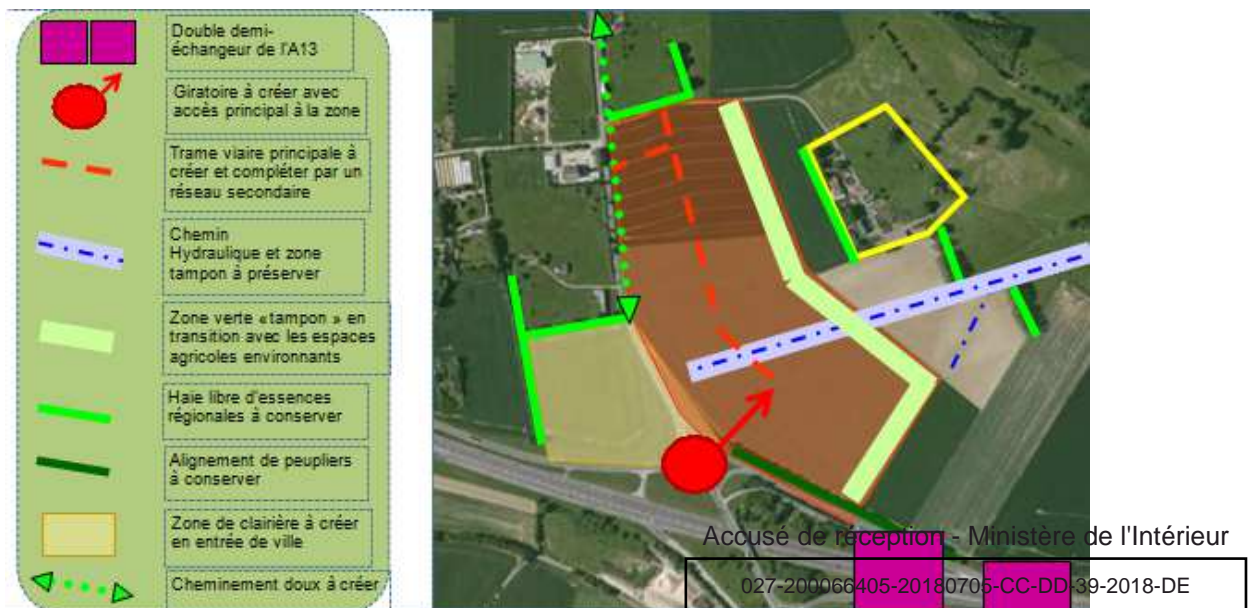 Double demi-
échangeur de l'A13
Giratoire à créer avec
accès principal à la zone
Trame viaire principale à
créer et compléter par un
réseau secondaire
Chemin
Hydraulique et zone
tampon à préserver
Zone verte «tampon » en
transition avec les espaces
agricoles environnants
Haie libre d'essences
régionales à conserver
Alignement de peupliers
à conserver
Zone de clairière à créer
en entrée de ville
Cheminement doux à créer
Accusé de réception - Ministère de l'Intérieur
027-200066405-20180705-CC-DD-39-2018-DE